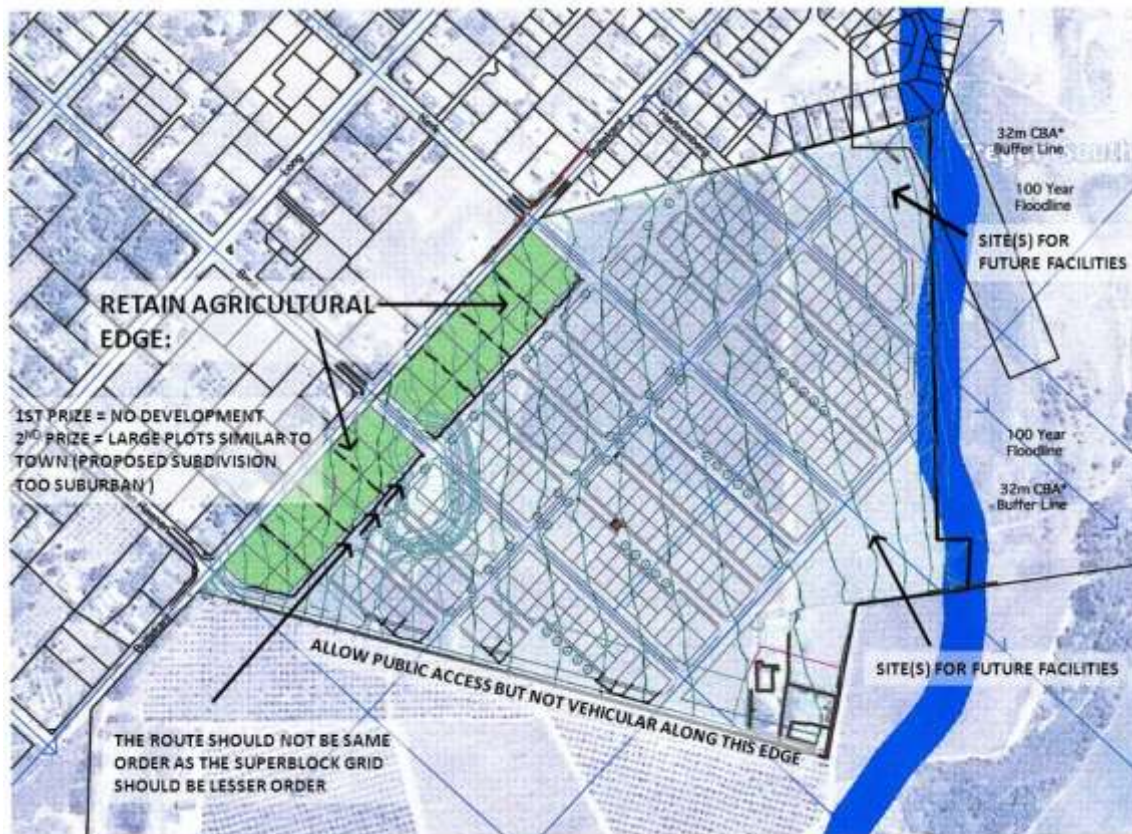 32m CBA*
Buffer Line
100 Year
Floodline
SITE(S) FOR
FUTURE FACILITIES
Long
RETAIN AGRICULTURAL
EDGE:
1ST PRIZE = NO DEVELOPMENT
2ND PRIZE = LARGE PLOTS SIMILAR TO
TOWN (PROPOSED SUBDIVISION
TOO SUBURBAN )
100 Year
Floodline
32m CBA*
Buffer Line
ALLOW PUBLIC ACCESS BUT NOT VEHICULAR ALONG THIS EDGE
SITE(S) FOR FUTURE FACILITIES
THE ROUTE SHOULD NOT BE SAME
ORDER AS THE SUPERBLOCK GRID
SHOULD BE LESSER ORDER